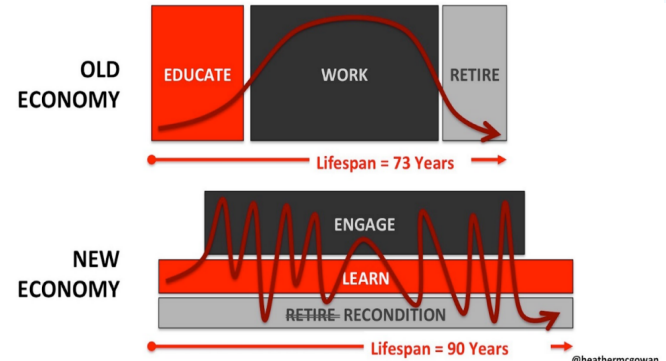 OLD
ECONOMY
EDUCATE
WORK
RETIRE
Lifespan = 73 Years
NEW
ECONOMY
ENGAGE
LEARN
RETIRE RECONDITION
Lifespan = 90 Years
@heathermcgowan